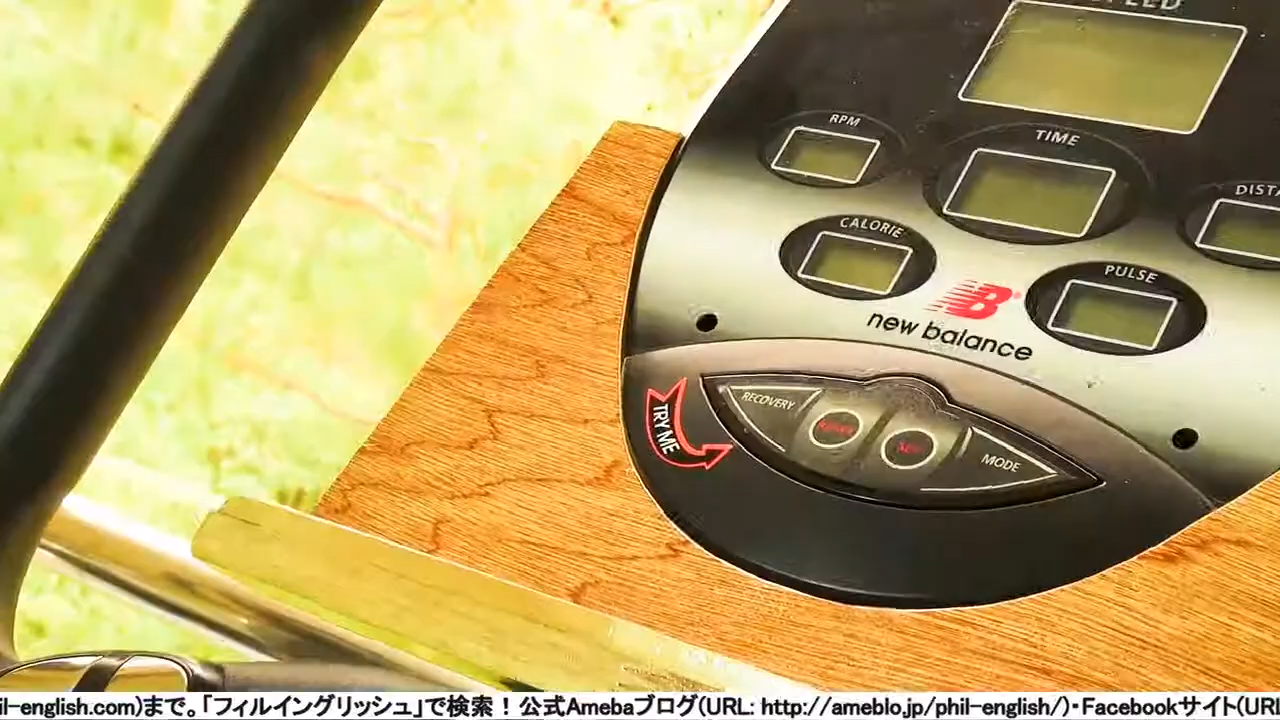 SPEED
RPM
TIME
DISTA
CALORIE
PULSE
NB
new balance
TRY ME
RECOVERY
RESET
SET
MODE
il-english.com)まで。「フィルイングリッシュ」で検索！公式Amebaブログ(URL: http://ameblo.jp/phil-english/)・Facebookサイト(URL